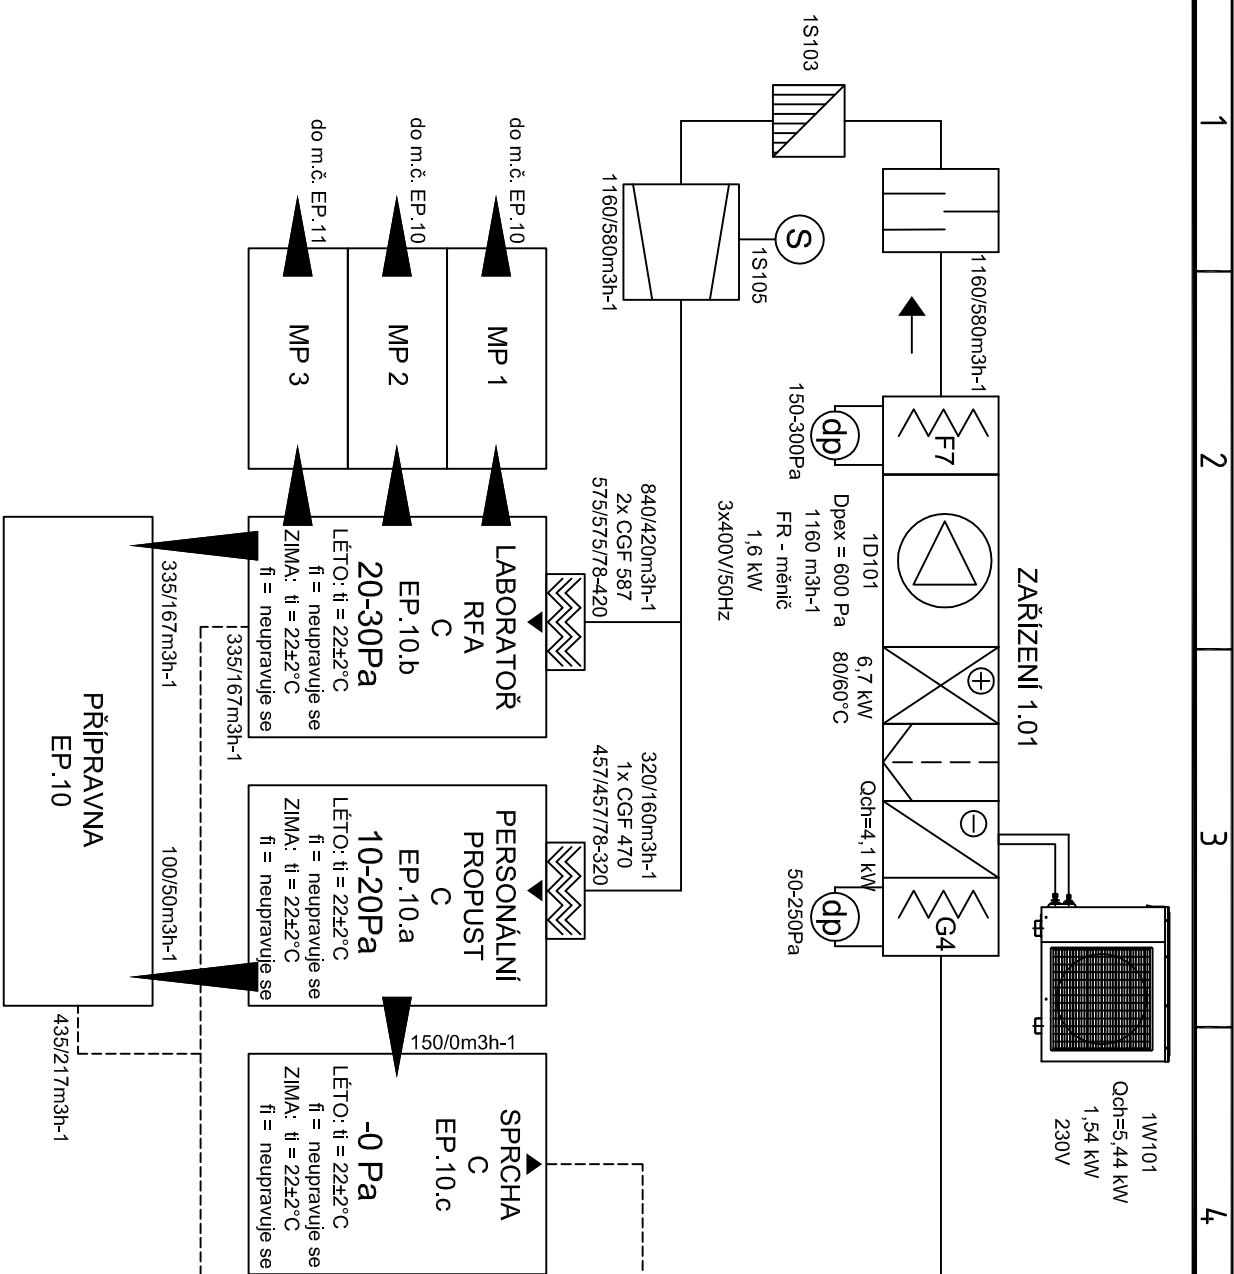 1
2
3
4
1W101
Qch=5,44 kW
1,54 kW
230V
ZAŘÍZENÍ 1.01
1160/580m3h-1
F7
G4
dp
150-300Pa
dp
50-250Pa
1D101
Dpex = 600 Pa
1160 m3h-1
FR - měnič
1,6 kW
3x400V/50Hz
6,7 kW
80/60°C
Qch=4,1 kW
1S103
S
1S105
1160/580m3h-1
840/420m3h-1
2x CGF 587
575/575/78-420
320/160m3h-1
1x CGF 470
457/457/78-320
do m.č. EP.10
do m.č. EP.10
do m.č. EP.11
MP 1
MP 2
MP 3
LABORATOŘ
RFA
C
EP.10.b
20-30Pa
LÉTO: ti = 22±2°C
fi = neupravuje se
ZIMA: ti = 22±2°C
fi = neupravuje se
PERSONÁLNÍ
PROPUST
C
EP.10.a
10-20Pa
LÉTO: ti = 22±2°C
fi = neupravuje se
ZIMA: ti = 22±2°C
fi = neupravuje se
150/0m3h-1
SPRCHA
C
EP.10.c
-0 Pa
LÉTO: ti = 22±2°C
fi = neupravuje se
ZIMA: ti = 22±2°C
fi = neupravuje se
335/167m3h-1
335/167m3h-1
100/50m3h-1
PŘÍPRAVNA
EP.10
435/217m3h-1